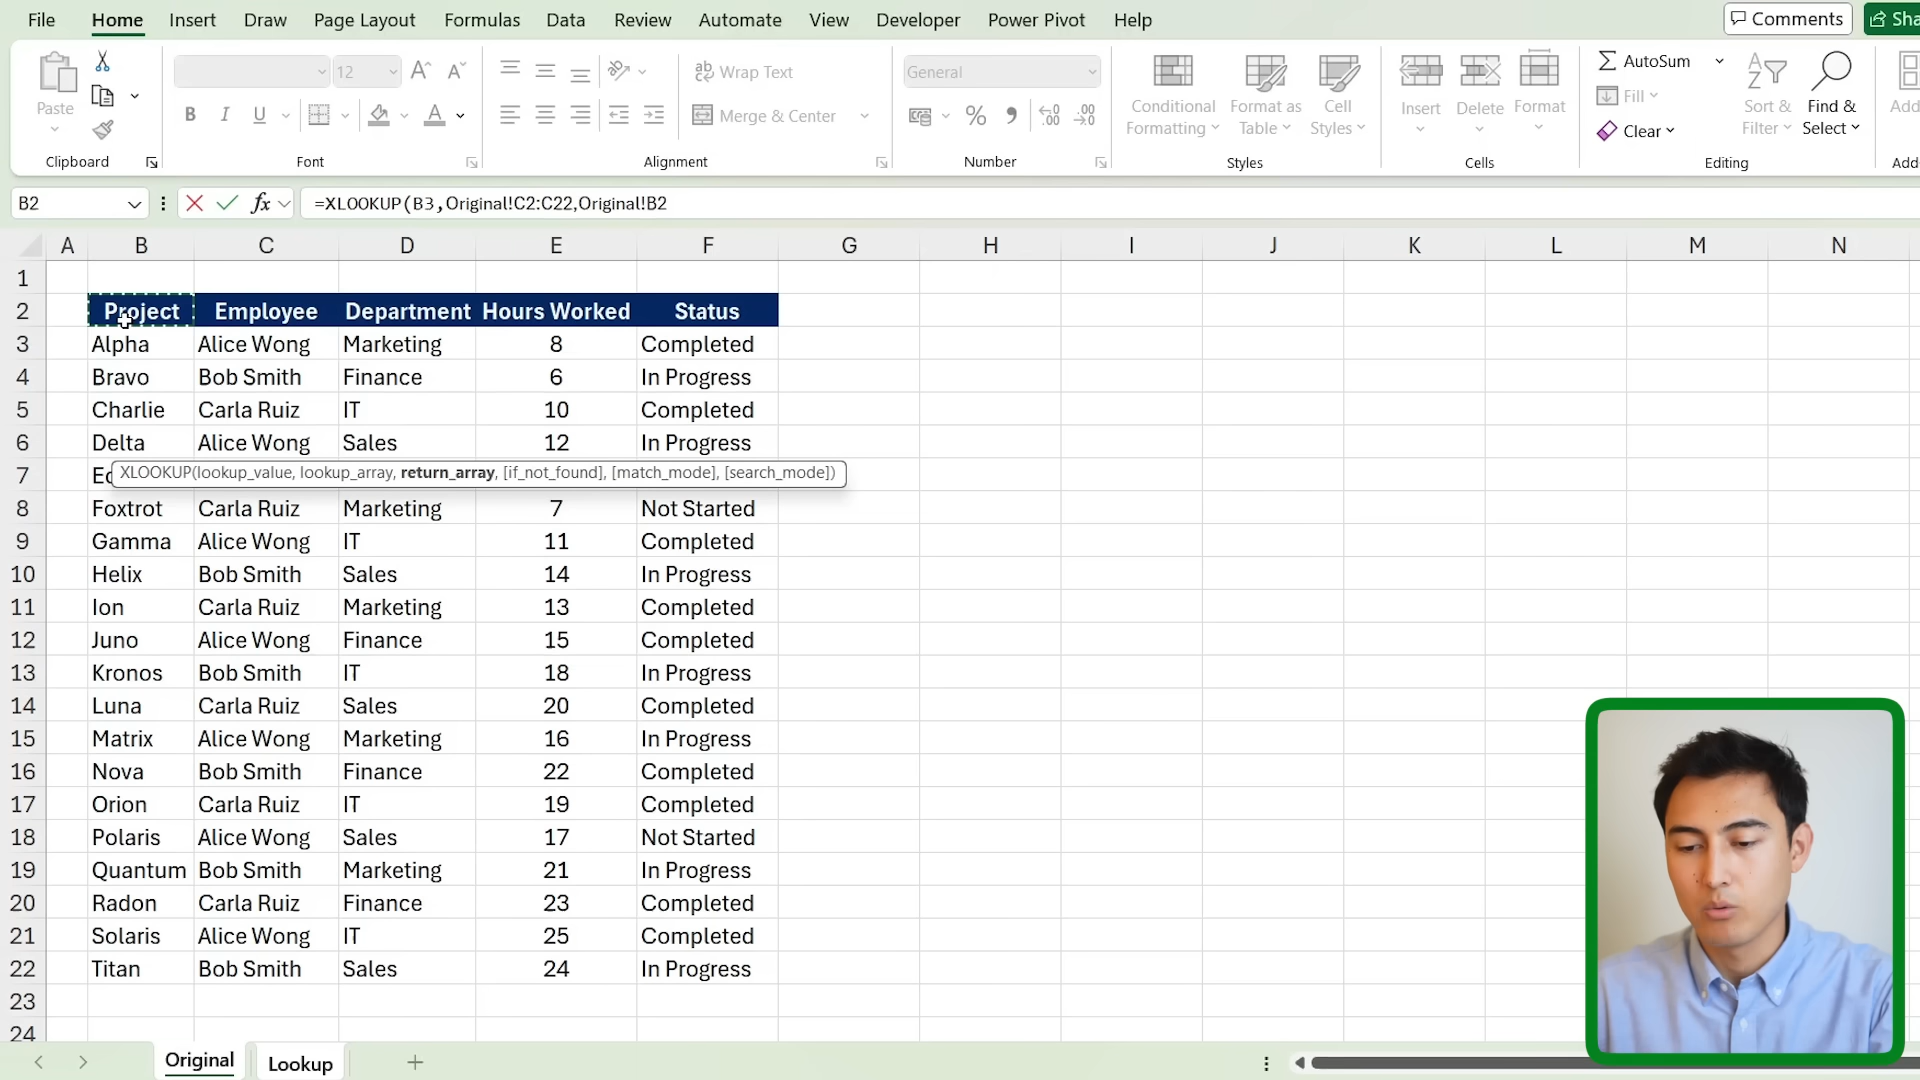 File Home Insert Draw Page Layout Formulas Data Review Automate View Developer Power Pivot Help Comments
Paste 12 Wrap Text General Conditional Formatting Format as Table Cell Styles Insert Delete Format AutoSum Sort & Filter Find & Select
B I U A Merge & Center % Fill Clear
Clipboard Font Alignment Number Styles Cells Editing
B2 fx =XLOOKUP(B3,Original!C2:C22,Original!B2
A B C D E F G H I J K L M N
1
2 Project Employee Department Hours Worked Status
3 Alpha Alice Wong Marketing 8 Completed
4 Bravo Bob Smith Finance 6 In Progress
5 Charlie Carla Ruiz IT 10 Completed
6 Delta Alice Wong Sales 12 In Progress
7 XLOOKUP(lookup_value, lookup_array, return_array, [if_not_found], [match_mode], [search_mode])
8 Foxtrot Carla Ruiz Marketing 7 Not Started
9 Gamma Alice Wong IT 11 Completed
10 Helix Bob Smith Sales 14 In Progress
11 Ion Carla Ruiz Marketing 13 Completed
12 Juno Alice Wong Finance 15 Completed
13 Kronos Bob Smith IT 18 In Progress
14 Luna Carla Ruiz Sales 20 Completed
15 Matrix Alice Wong Marketing 16 In Progress
16 Nova Bob Smith Finance 22 Completed
17 Orion Carla Ruiz IT 19 Completed
18 Polaris Alice Wong Sales 17 Not Started
19 Quantum Bob Smith Marketing 21 In Progress
20 Radon Carla Ruiz Finance 23 Completed
21 Solaris Alice Wong IT 25 Completed
22 Titan Bob Smith Sales 24 In Progress
23
24
Original Lookup